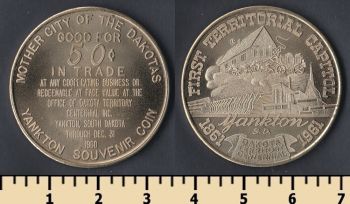 MOTHER CITY OF THE DAKOTAS
GOOD FOR
50¢
IN TRADE
AT ANY COOPERATING BUSINESS OR
REDEEMABLE AT FACE VALUE AT THE
OFFICE OF DAKOTA TERRITORY
CENTENNIAL INC.
YANKTON, SOUTH DAKOTA
THROUGH DEC. 31
YANKTON SOUVENIR COIN
FIRST TERRITORIAL CAPITOL
1861 1961
Yankton
S.D.
DAKOTA
TERRITORY
CENTENNIAL
1 2 3 4 5 6 7